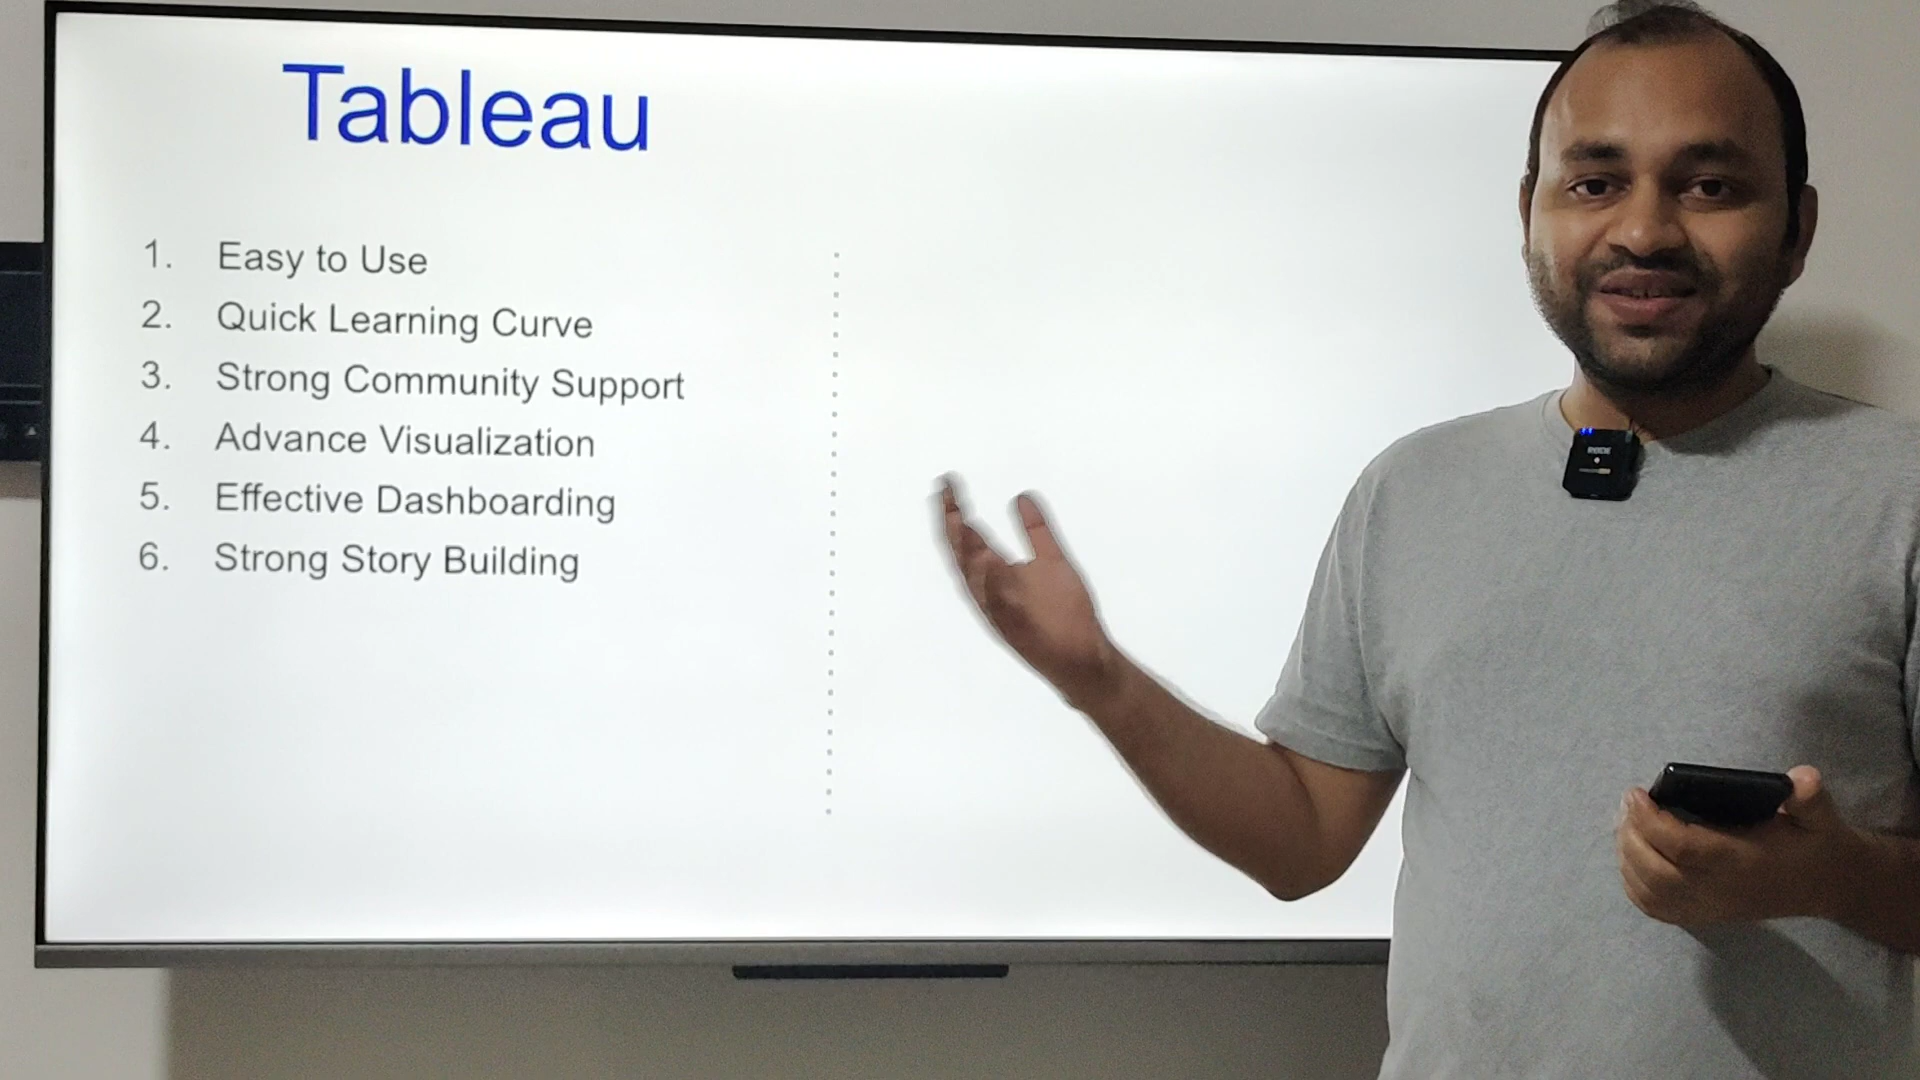 Tableau
1. Easy to Use
2. Quick Learning Curve
3. Strong Community Support
4. Advance Visualization
5. Effective Dashboarding
6. Strong Story Building